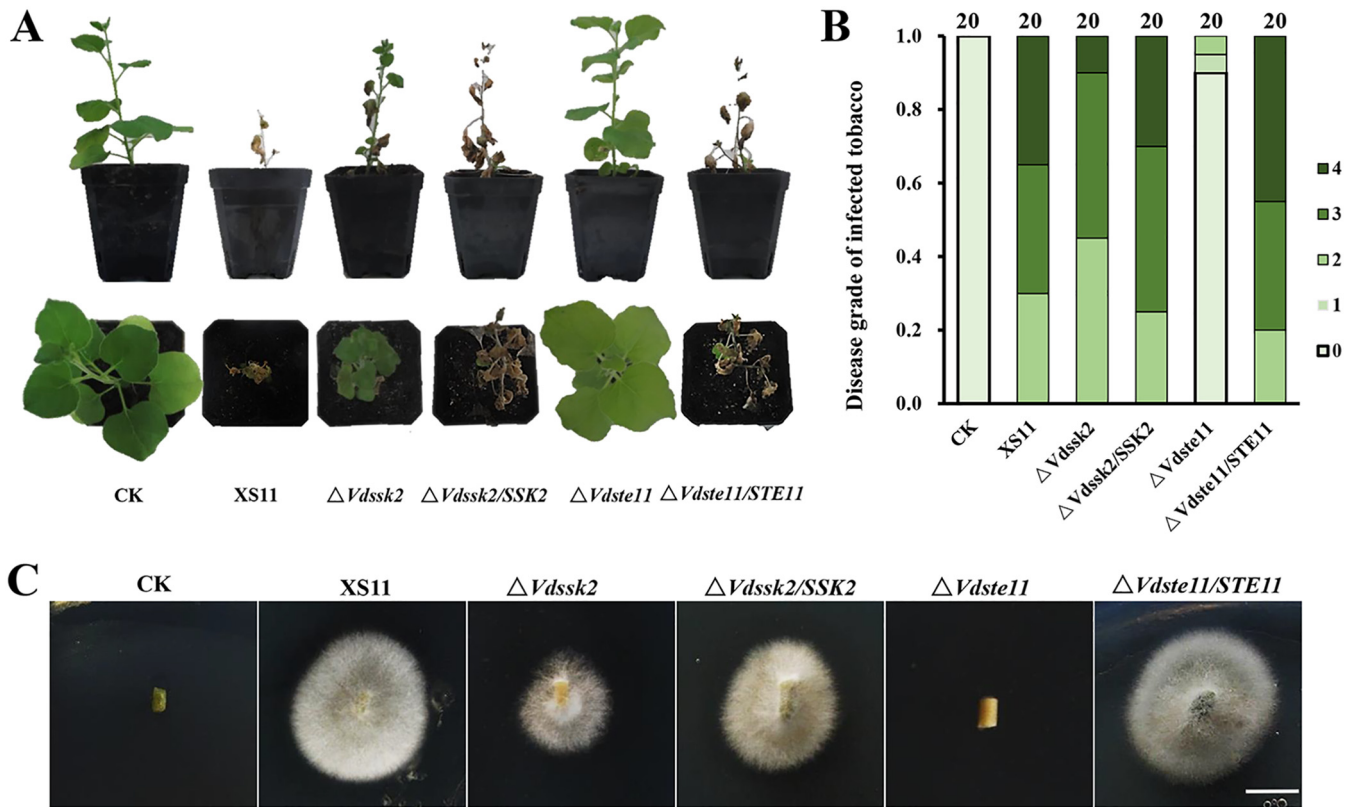 A
CK
XS11
△Vdssk2
△Vdssk2/SSK2
△Vdste11
△Vdste11/STE11
B
20 20 20 20 20 20
Disease grade of infected tobacco
1.0
0.8
0.6
0.4
0.2
0.0
4
3
2
1
0
CK
XS11
△Vdssk2
△Vdssk2/SSK2
△Vdste11
△Vdste11/STE11
C
CK
XS11
△Vdssk2
△Vdssk2/SSK2
△Vdste11
△Vdste11/STE11